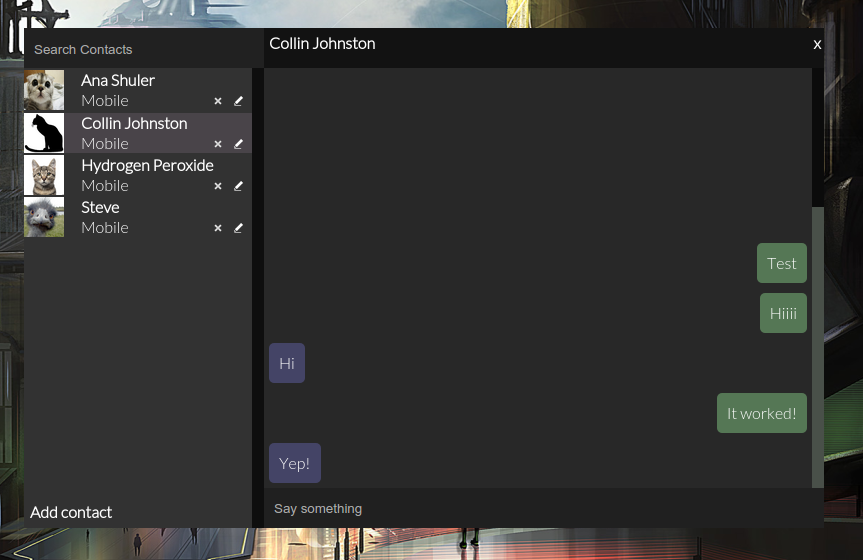 Search Contacts
Collin Johnston
x
Ana Shuler
Mobile
Collin Johnston
Mobile
Hydrogen Peroxide
Mobile
Steve
Mobile
Add contact
Test
Hiiii
Hi
It worked!
Yep!
Say something